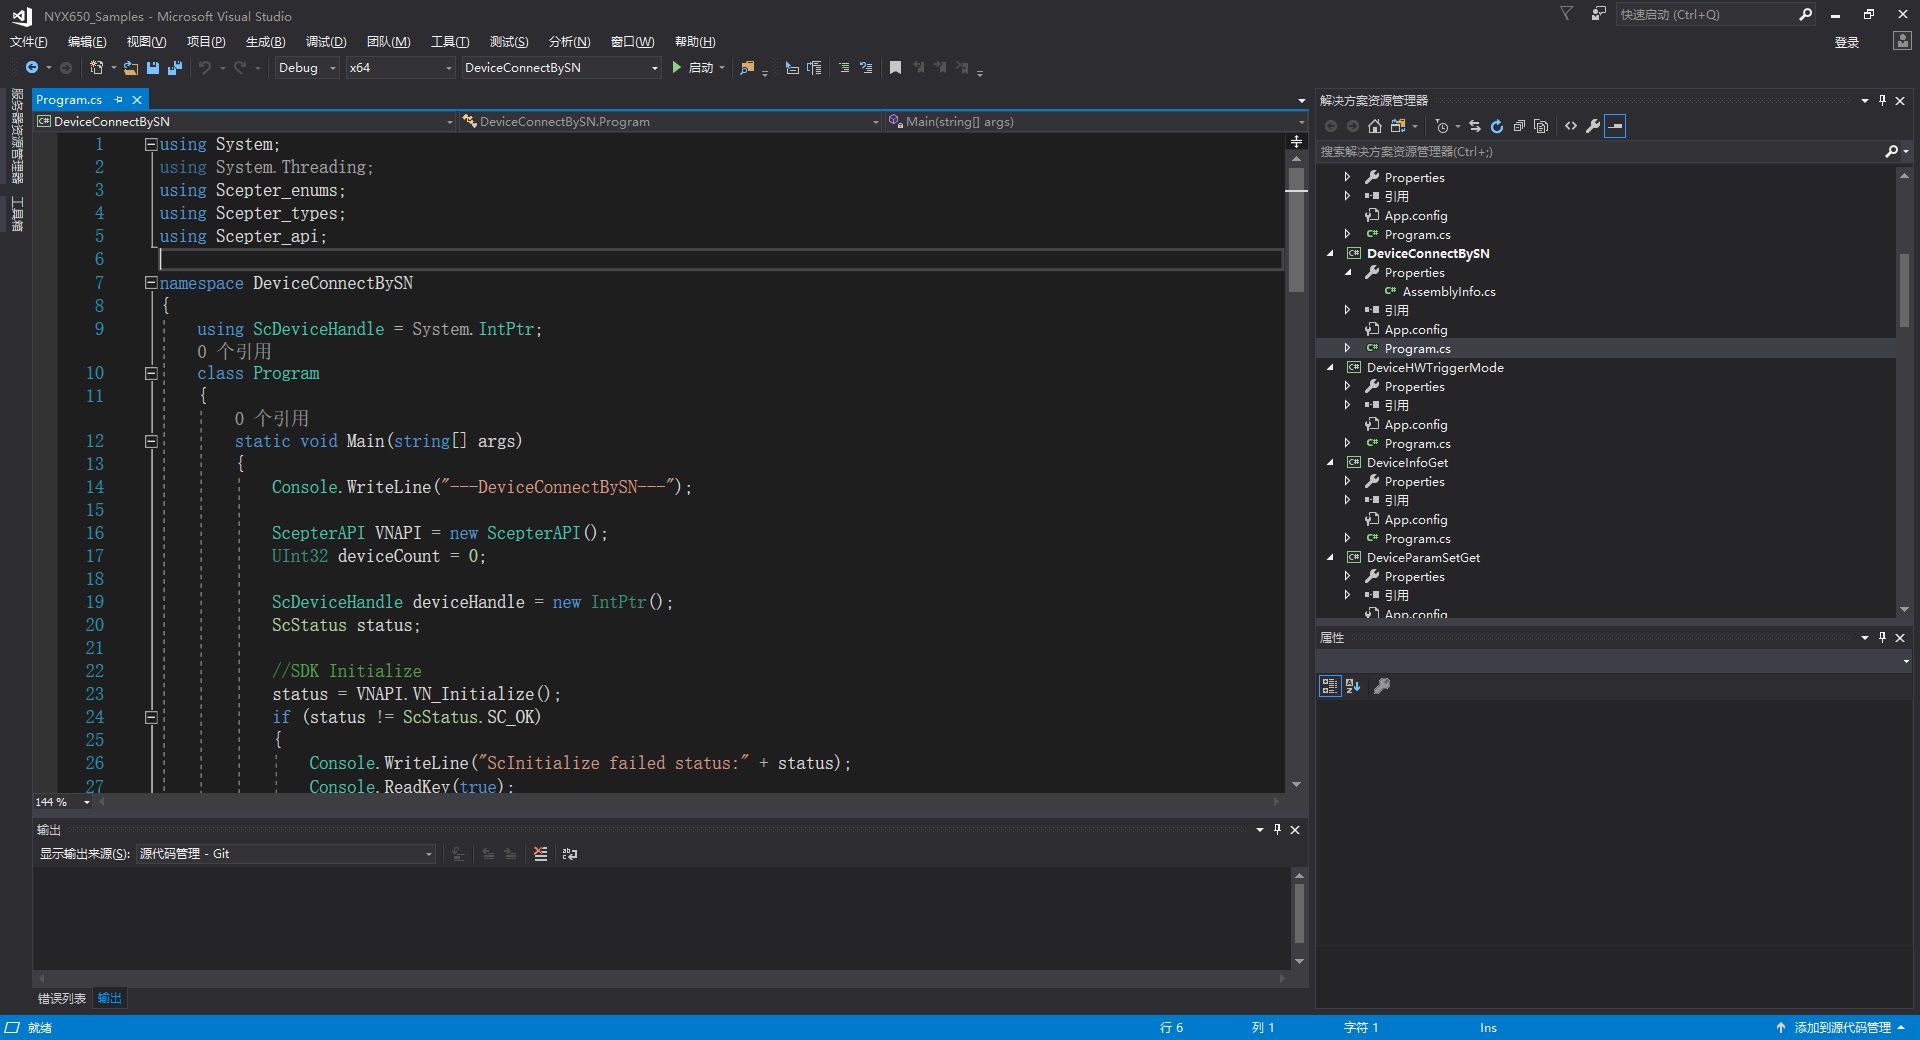 NYX650_Samples - Microsoft Visual Studio
快速启动 (Ctrl+Q)
文件(F) 编辑(E) 视图(V) 项目(P) 生成(B) 调试(D) 团队(M) 工具(T) 测试(S) 分析(N) 窗口(W) 帮助(H)
登录
Debug x64 DeviceConnectBySN 启动
服务器资源管理器
工具箱
Program.cs
DeviceConnectBySN DeviceConnectBySN.Program Main(string[] args)
1 using System;
2 using System.Threading;
3 using Scepter_enums;
4 using Scepter_types;
5 using Scepter_api;
6
7 namespace DeviceConnectBySN
8 {
9 using ScDeviceHandle = System.IntPtr;
0 个引用
10 class Program
11 {
0 个引用
12 static void Main(string[] args)
13 {
14 Console.WriteLine("---DeviceConnectBySN---");
15
16 ScepterAPI VNAPI = new ScepterAPI();
17 UInt32 deviceCount = 0;
18
19 ScDeviceHandle deviceHandle = new IntPtr();
20 ScStatus status;
21
22 //SDK Initialize
23 status = VNAPI.VN_Initialize();
24 if (status != ScStatus.SC_OK)
25 {
26 Console.WriteLine("ScInitialize failed status:" + status);
27 Console.ReadKey(true);
144 %
输出
显示输出来源(S): 源代码管理 - Git
错误列表 输出
解决方案资源管理器
搜索解决方案资源管理器(Ctrl+;)
Properties
引用
App.config
Program.cs
DeviceConnectBySN
Properties
AssemblyInfo.cs
引用
App.config
Program.cs
DeviceHWTriggerMode
Properties
引用
App.config
Program.cs
DeviceInfoGet
Properties
引用
App.config
Program.cs
DeviceParamSetGet
Properties
引用
App.config
属性
就绪 行 6 列 1 字符 1 Ins 添加到源代码管理